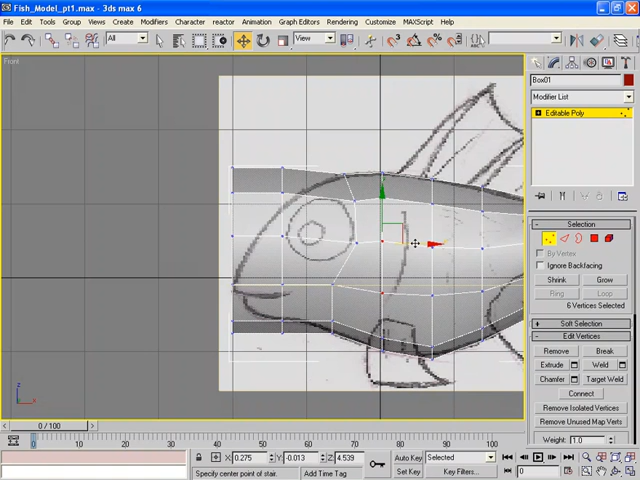 Fish_Model_pt1.max - 3ds max 6
File Edit Tools Group Views Create Modifiers Character reactor Animation Graph Editors Rendering Customize MAXScript Help
All View
Front
Box01
Modifier List
Editable Poly
Selection
By Vertex
Ignore Backfacing
Shrink Grow
Ring Loop
6 Vertices Selected
Soft Selection
Edit Vertices
Remove Break
Extrude Weld
Chamfer Target Weld
Connect
Remove Isolated Vertices
Remove Unused Map Verts
Weight: 1.0
z
x
0 / 100
0 10 20 30 40 50 60 70 80 90 100
X: 0.275 Y: -0.013 Z: 4.539
Auto Key Selected
Specify center of stair. Add Time Tag
Set Key Key Filters... 0